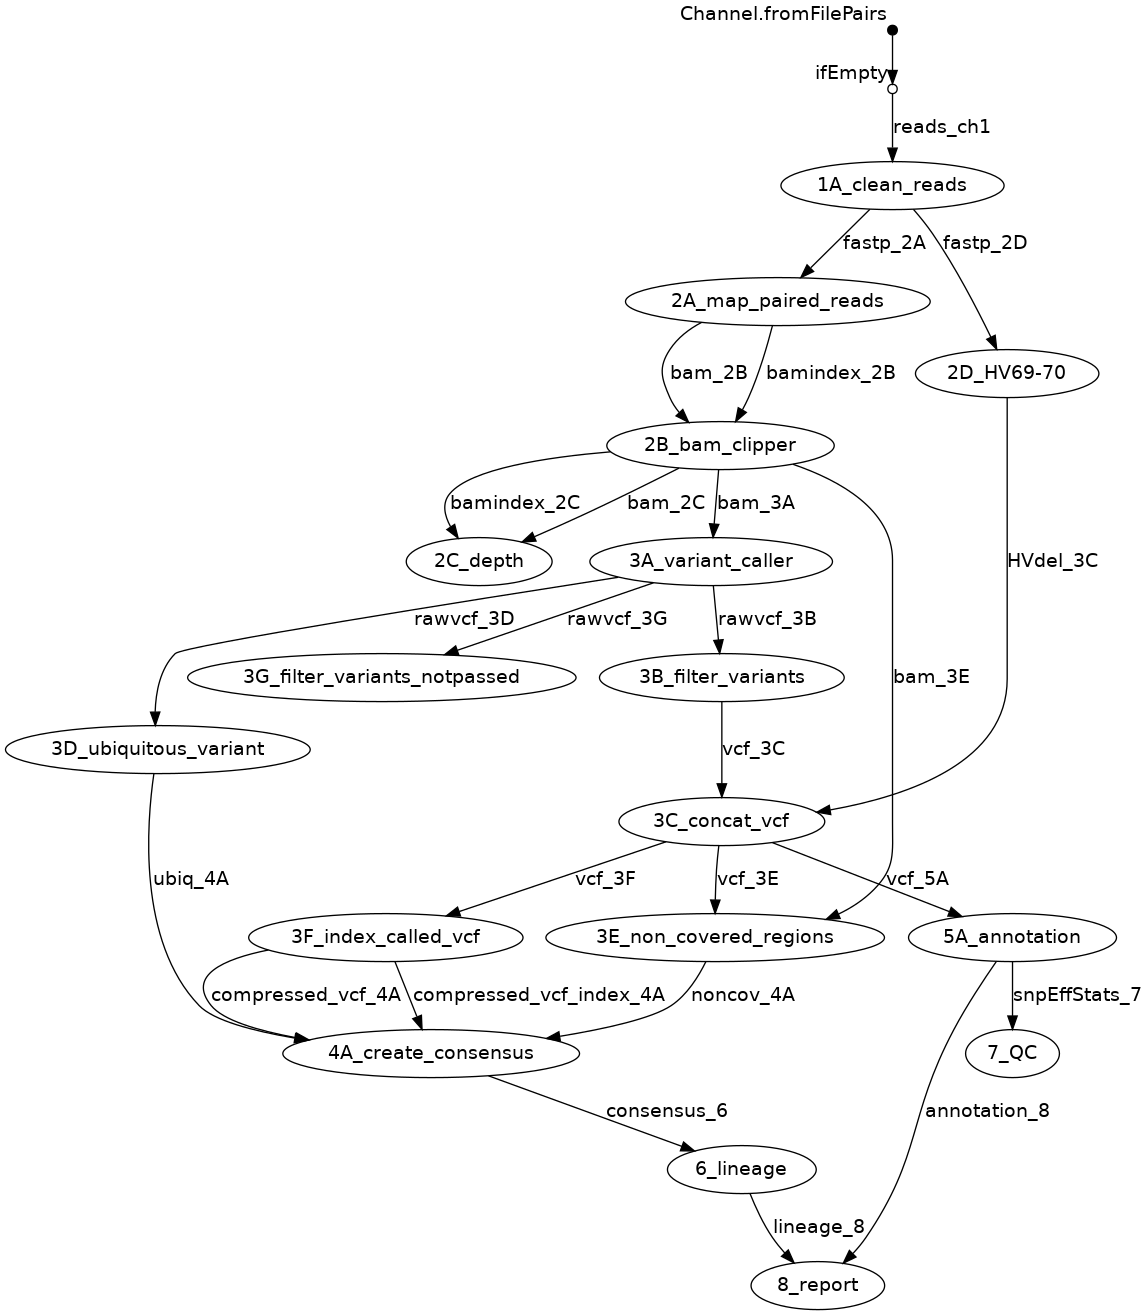 Channel.fromFilePairs
ifEmpty
reads_ch1
1A_clean_reads
fastp_2A
fastp_2D
2A_map_paired_reads
2D_HV69-70
bam_2B
bamindex_2B
2B_bam_clipper
bamindex_2C
bam_2C
bam_3A
2C_depth
3A_variant_caller
HVdel_3C
rawvcf_3D
rawvcf_3G
rawvcf_3B
3G_filter_variants_notpassed
3B_filter_variants
bam_3E
3D_ubiquitous_variant
vcf_3C
3C_concat_vcf
ubiq_4A
vcf_3F
vcf_3E
vcf_5A
3F_index_called_vcf
3E_non_covered_regions
5A_annotation
compressed_vcf_4A
compressed_vcf_index_4A
noncov_4A
snpEffStats_7
4A_create_consensus
7_QC
consensus_6
annotation_8
6_lineage
lineage_8
8_report